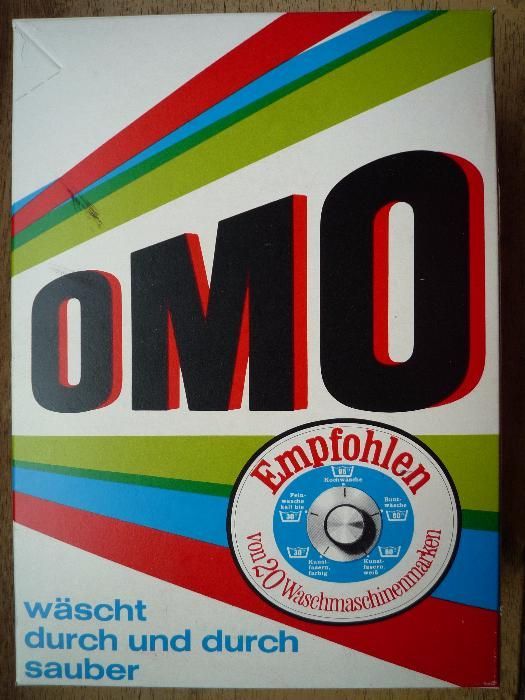 OMO
Empfohlen
95°
Kochwäsche
Fein-
wäsche
kalt bis
30°
Bunt-
wäsche
60°
30°
Kunst-
fasern,
farbig
60°
Kunst-
fasern,
weiß
von 20 Waschmaschinenmarken
wäscht
durch und durch
sauber